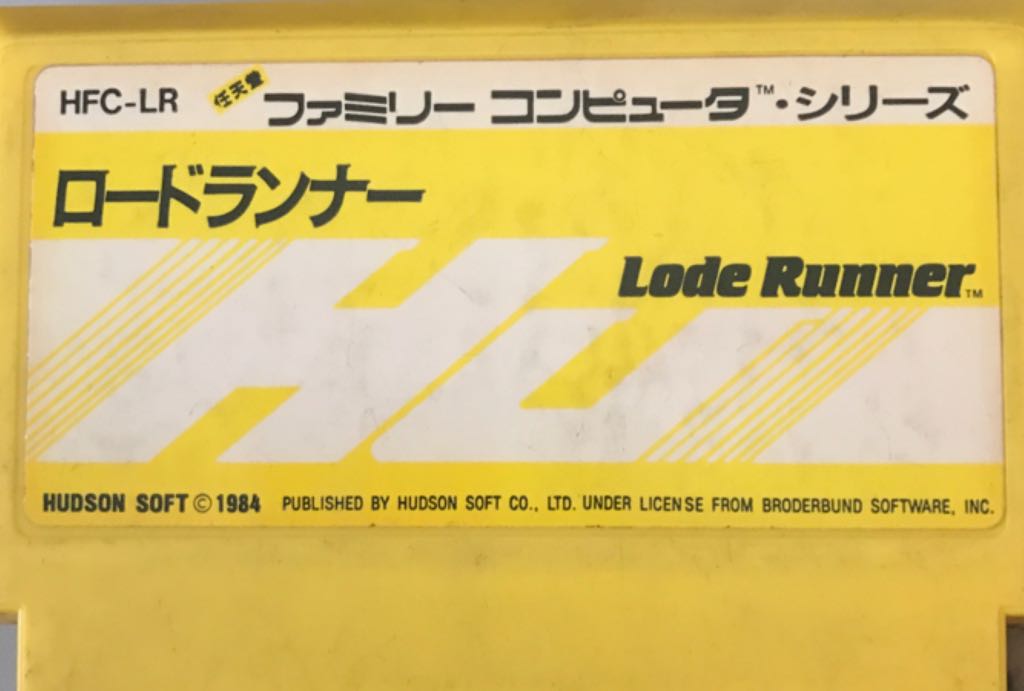 HFC-LR 任天堂 ファミリー コンピュータ™・シリーズ
ロードランナー
Lode Runner™
HU
HUDSON SOFT © 1984 PUBLISHED BY HUDSON SOFT CO., LTD. UNDER LICENSE FROM BRODERBUND SOFTWARE, INC.